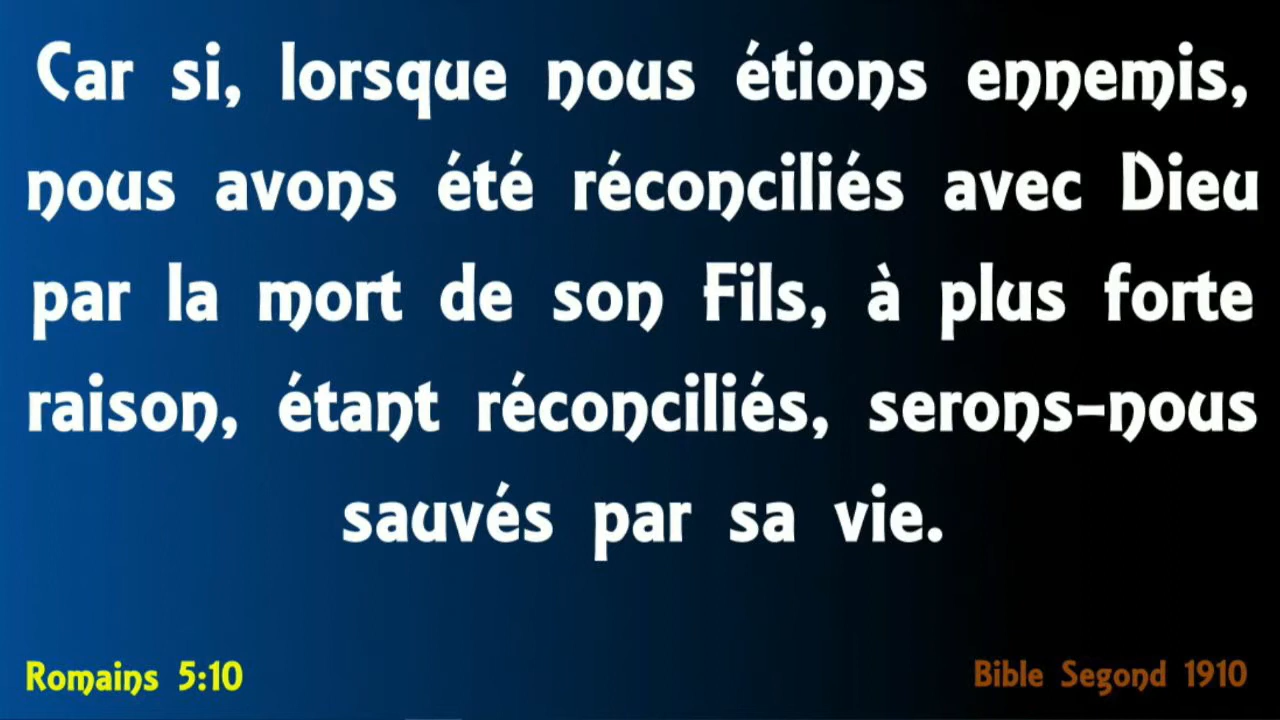 Car si, lorsque nous étions ennemis,
nous avons été réconciliés avec Dieu
par la mort de son Fils, à plus forte
raison, étant réconciliés, serons-nous
sauvés par sa vie.
Romains 5:10
Bible Segond 1910